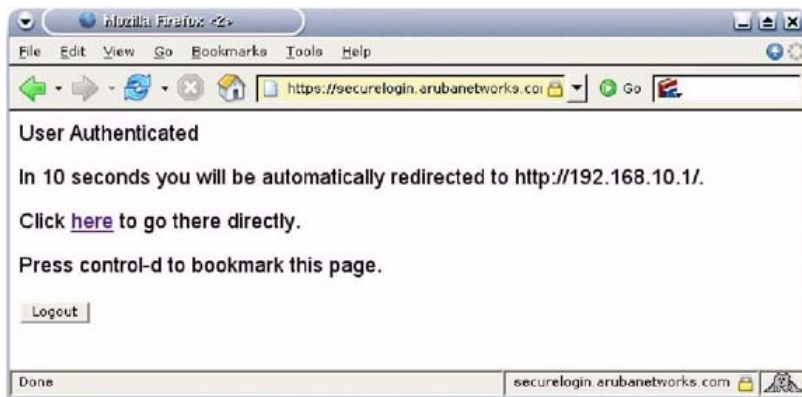 Mozilla Firefox <2>
File Edit View Go Bookmarks Tools Help
https://securelogin.arubanetworks.co Go
User Authenticated
In 10 seconds you will be automatically redirected to http://192.168.10.1/.
Click here to go there directly.
Press control-d to bookmark this page.
Logout
Done securelogin.arubanetworks.com